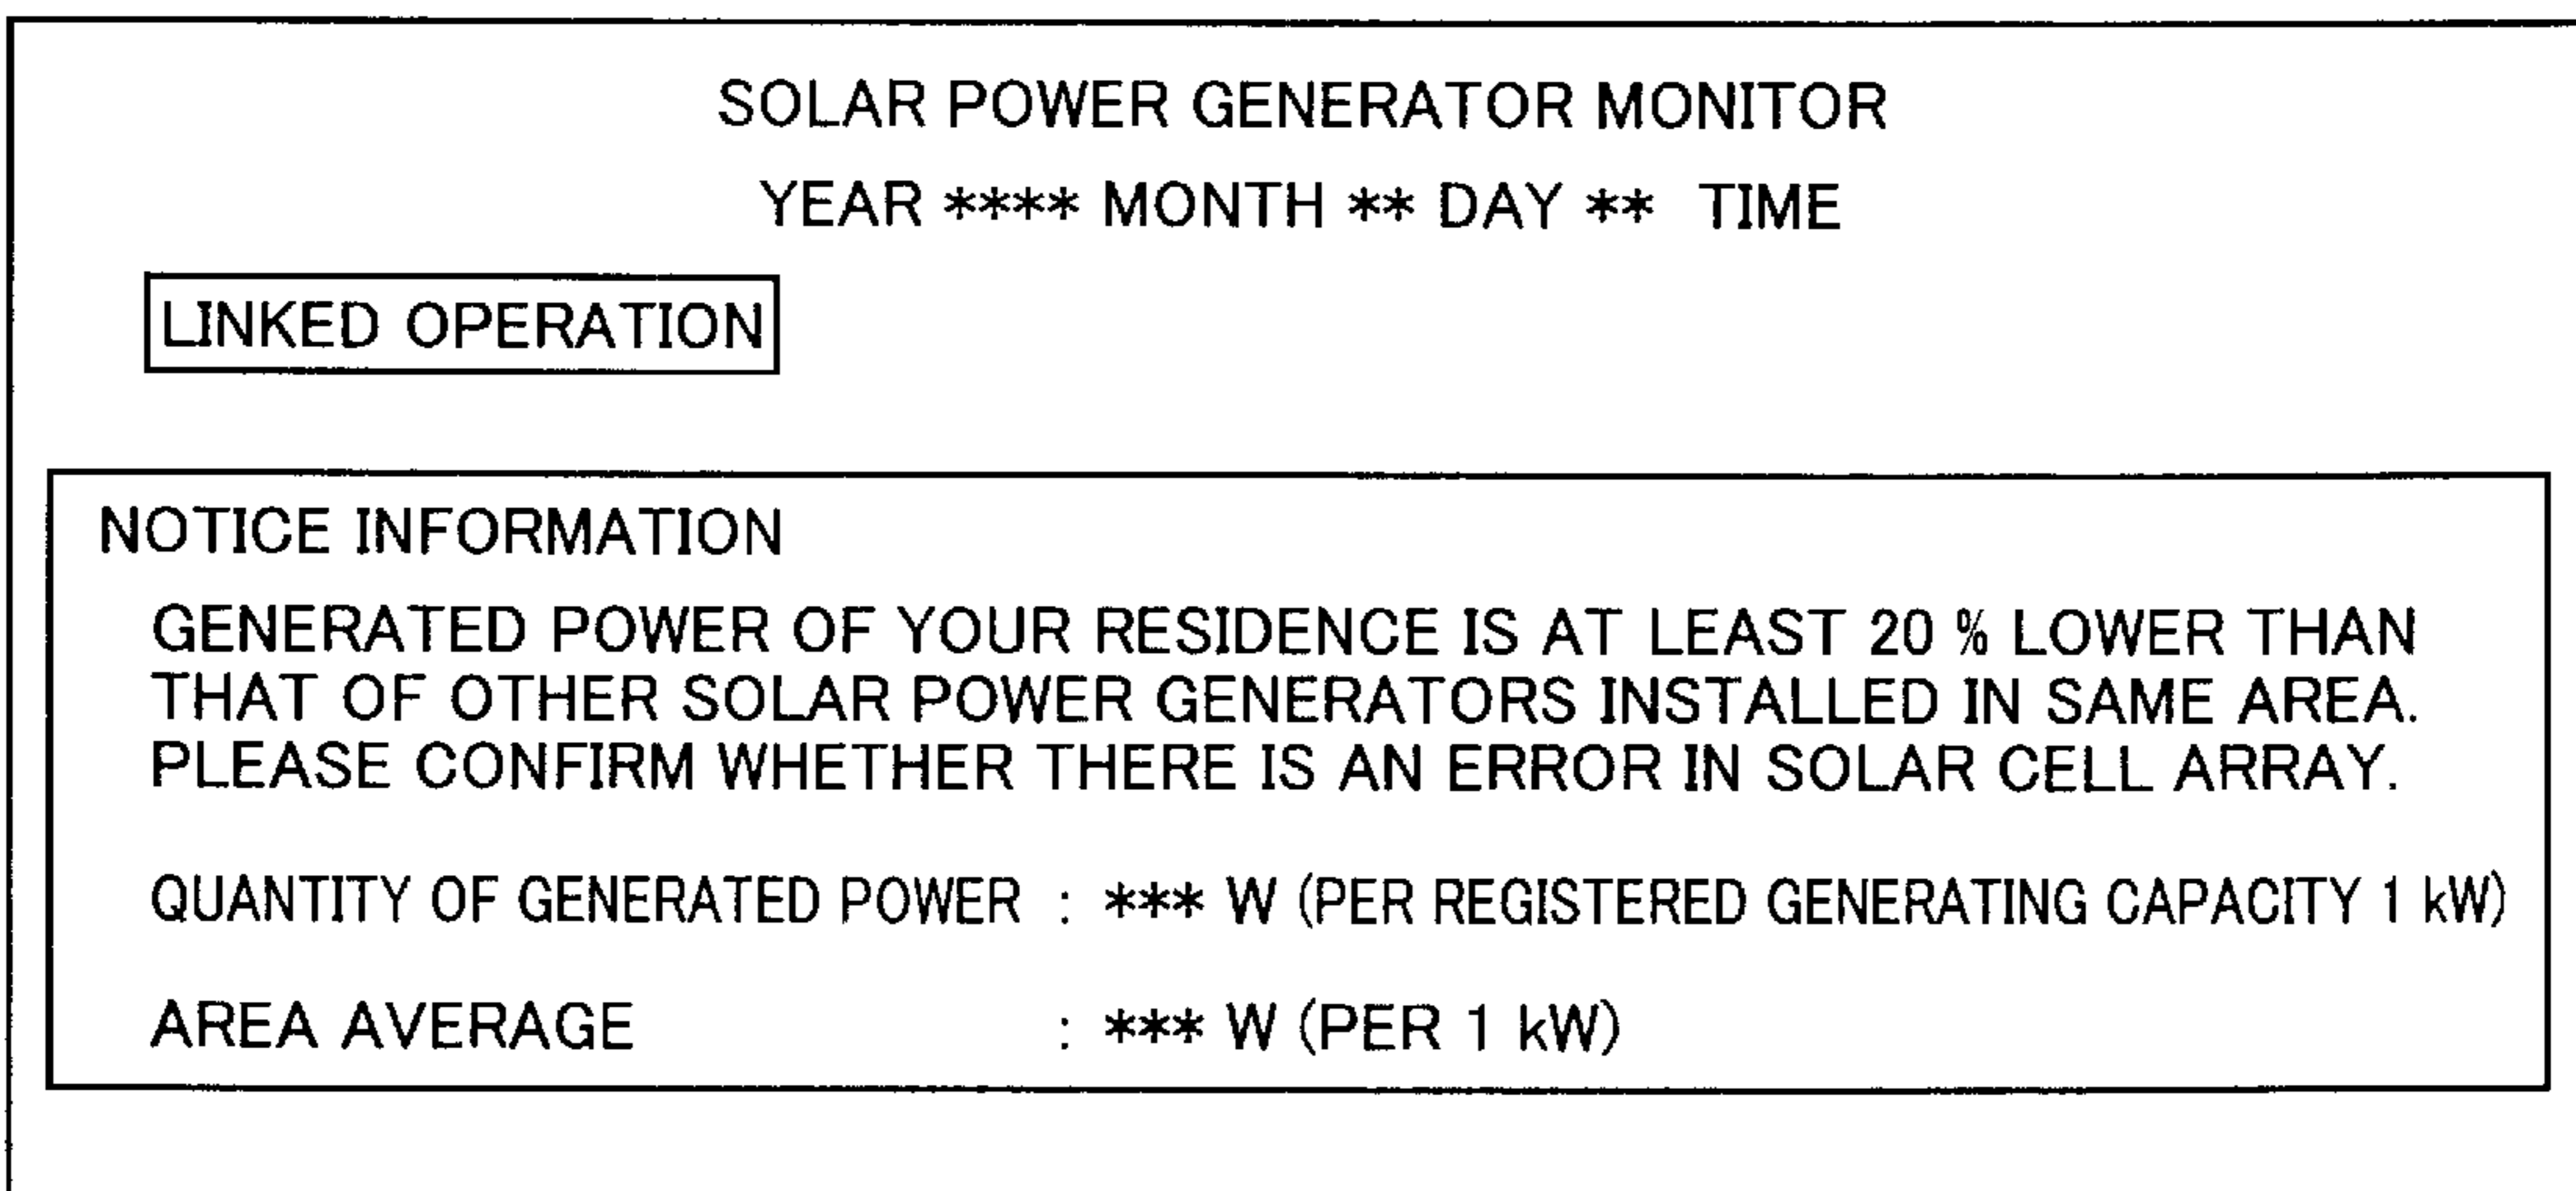 SOLAR POWER GENERATOR MONITOR
YEAR **** MONTH ** DAY ** TIME
LINKED OPERATION
NOTICE INFORMATION
GENERATED POWER OF YOUR RESIDENCE IS AT LEAST 20 % LOWER THAN
THAT OF OTHER SOLAR POWER GENERATORS INSTALLED IN SAME AREA.
PLEASE CONFIRM WHETHER THERE IS AN ERROR IN SOLAR CELL ARRAY.
QUANTITY OF GENERATED POWER : *** W (PER REGISTERED GENERATING CAPACITY 1 kW)
AREA AVERAGE : *** W (PER 1 kW)